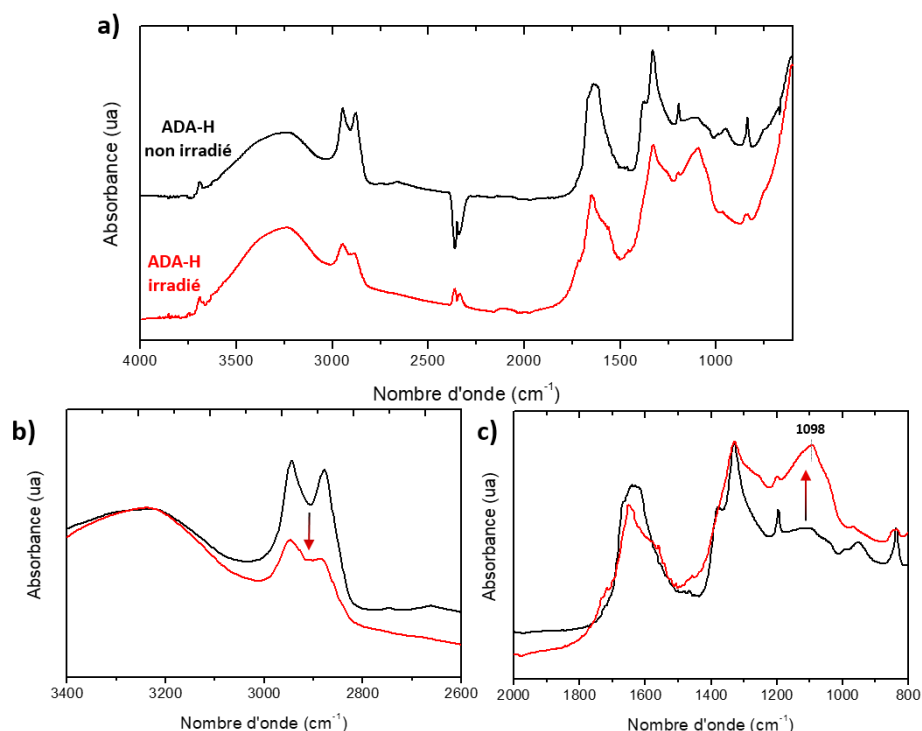 a)
Absorbance (ua)
ADA-H
non irradié
ADA-H
irradié
4000 3500 3000 2500 2000 1500 1000
Nombre d'onde (cm⁻¹)
b)
Absorbance (ua)
3400 3200 3000 2800 2600
Nombre d'onde (cm⁻¹)
c)
1098
Absorbance (ua)
2000 1800 1600 1400 1200 1000 800
Nombre d'onde (cm⁻¹)